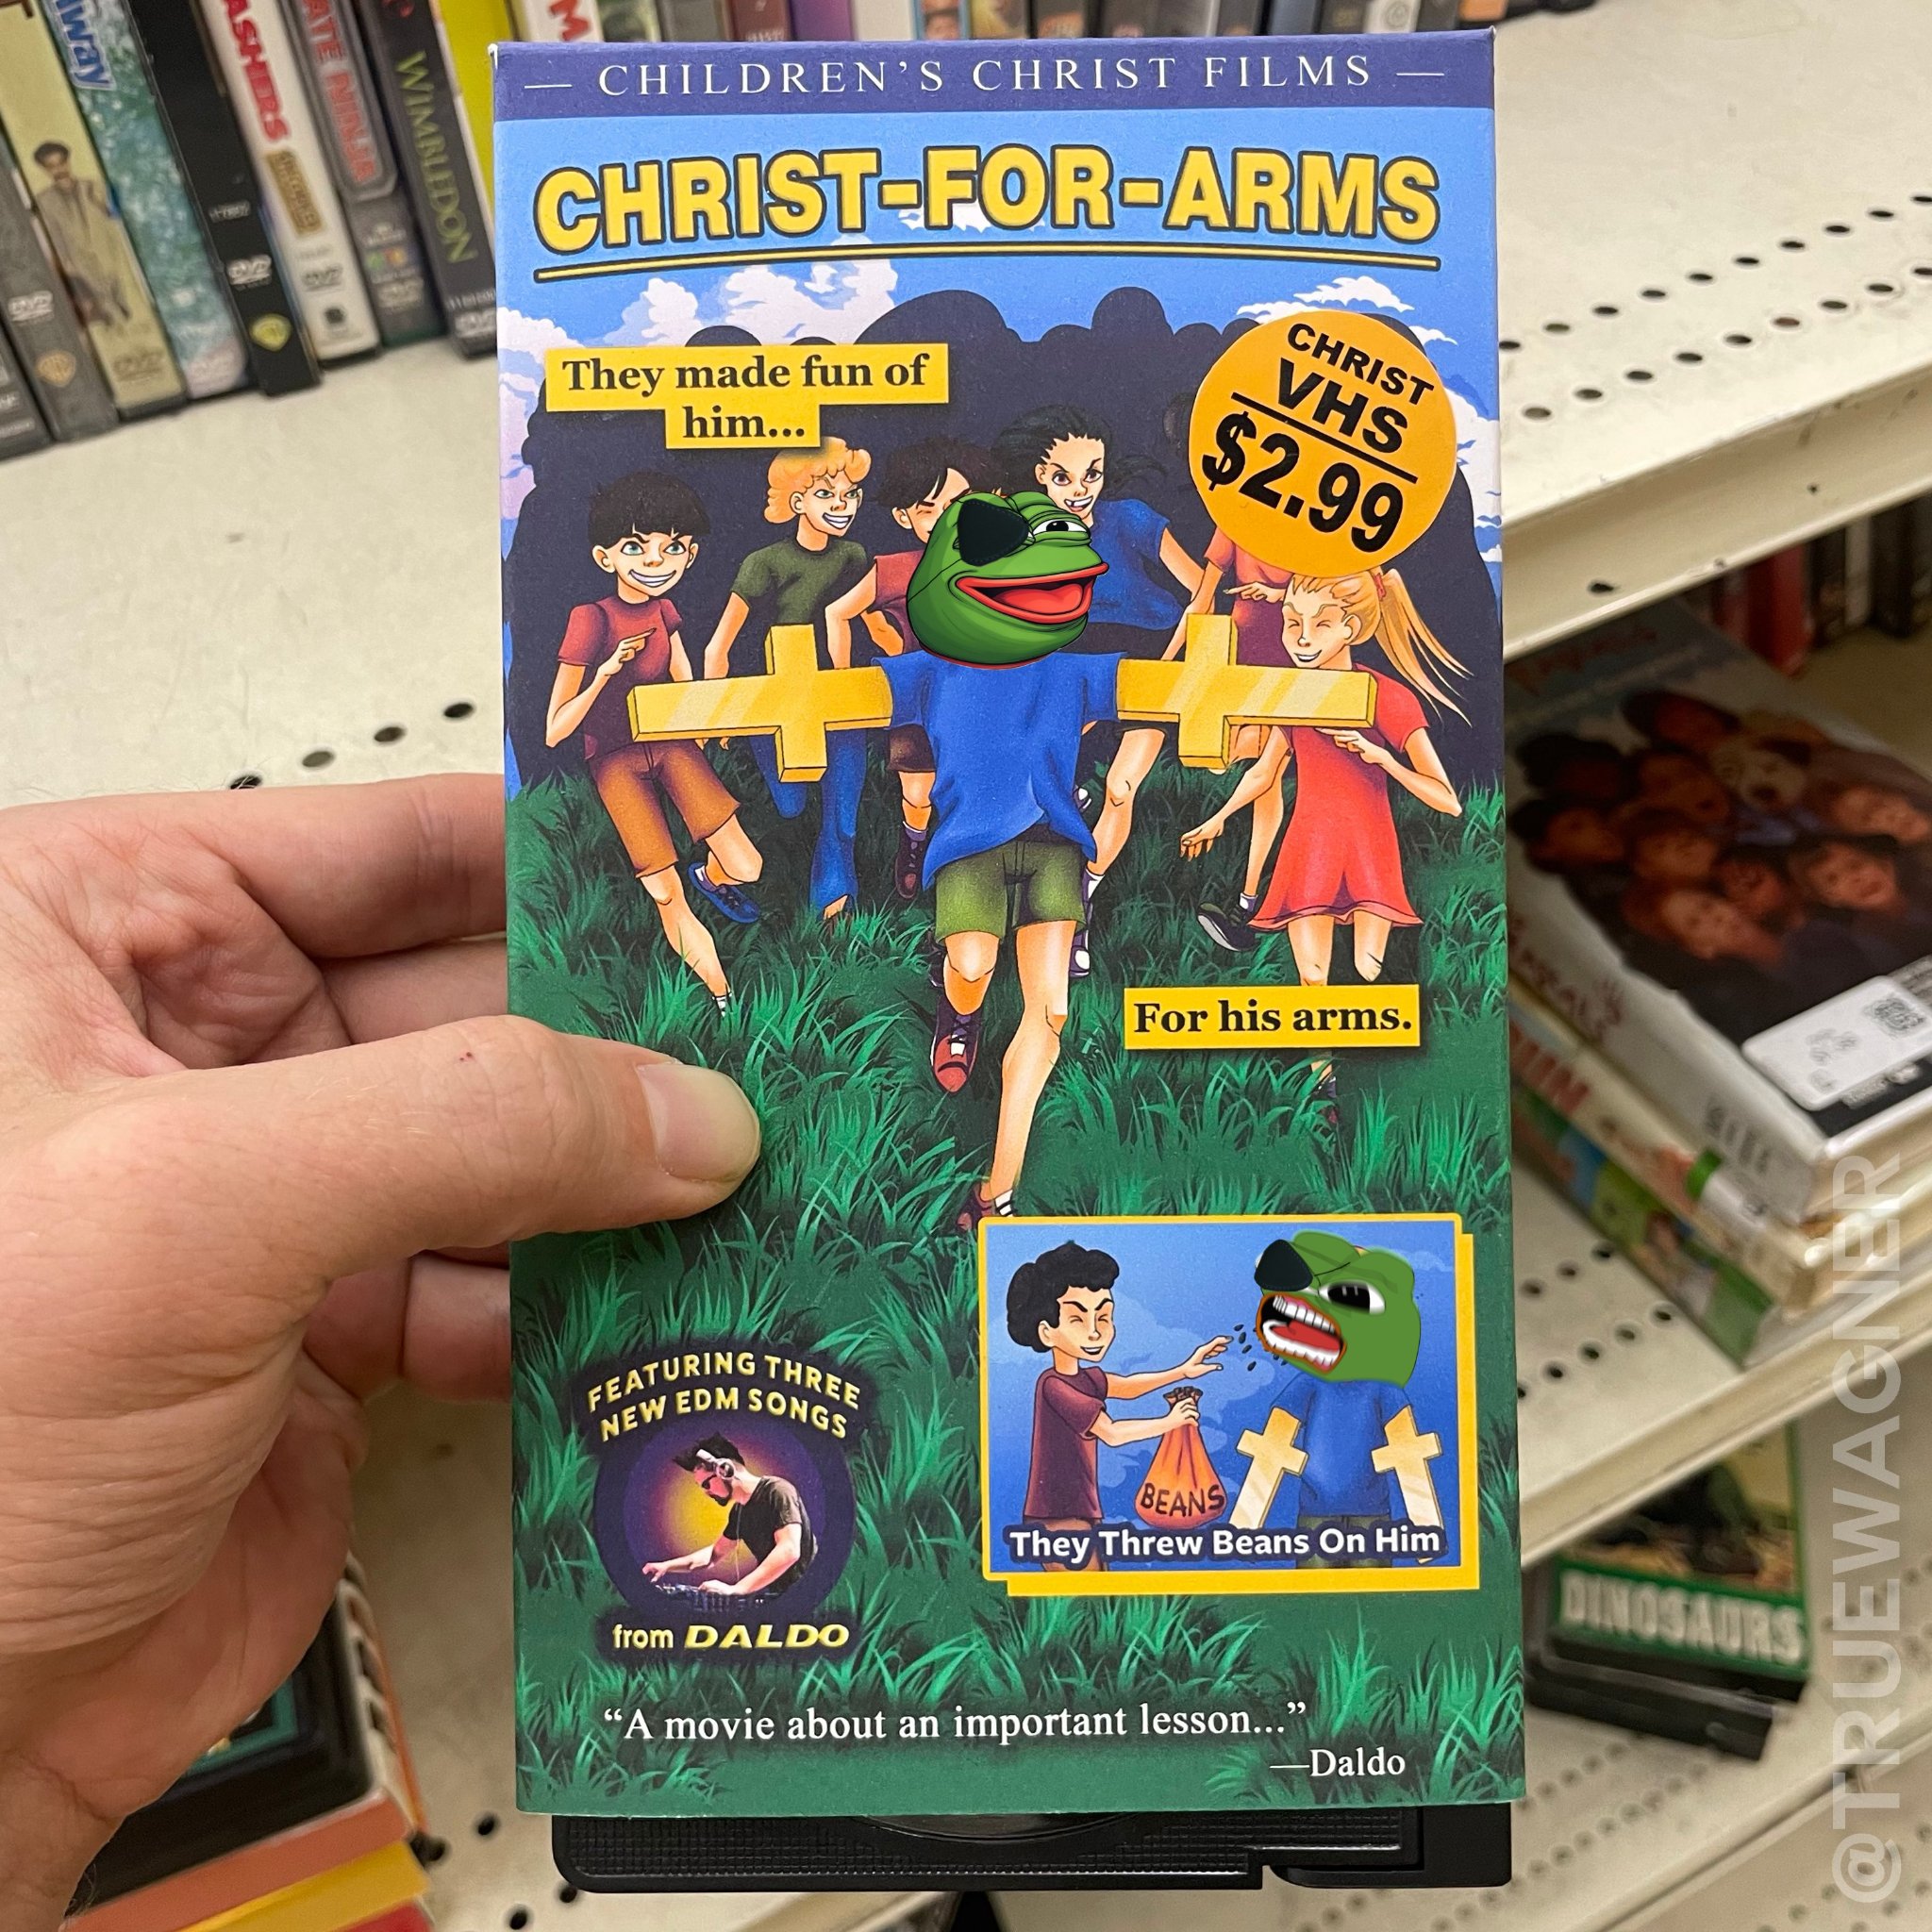 CHILDREN'S CHRIST FILMS
CHRIST-FOR-ARMS
They made fun of
him...
CHRIST
VHS
$2.99
For his arms.
BEANS
They Threw Beans On Him
FEATURING THREE
NEW EDM SONGS
from DALDO
“A movie about an important lesson...”
—Daldo
WIMBLEDON
DVD
DINOSAURS
@TRUEWAGNER